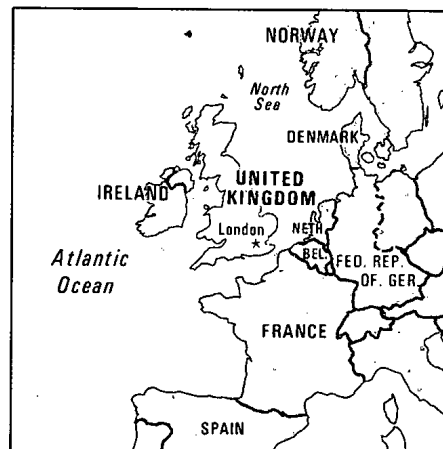 NORWAY
North
Sea
DENMARK
UNITED
KINGDOM
IRELAND
London
NETH
BEL.
Atlantic
Ocean
FED. REP.
OF. GER.
FRANCE
SPAIN